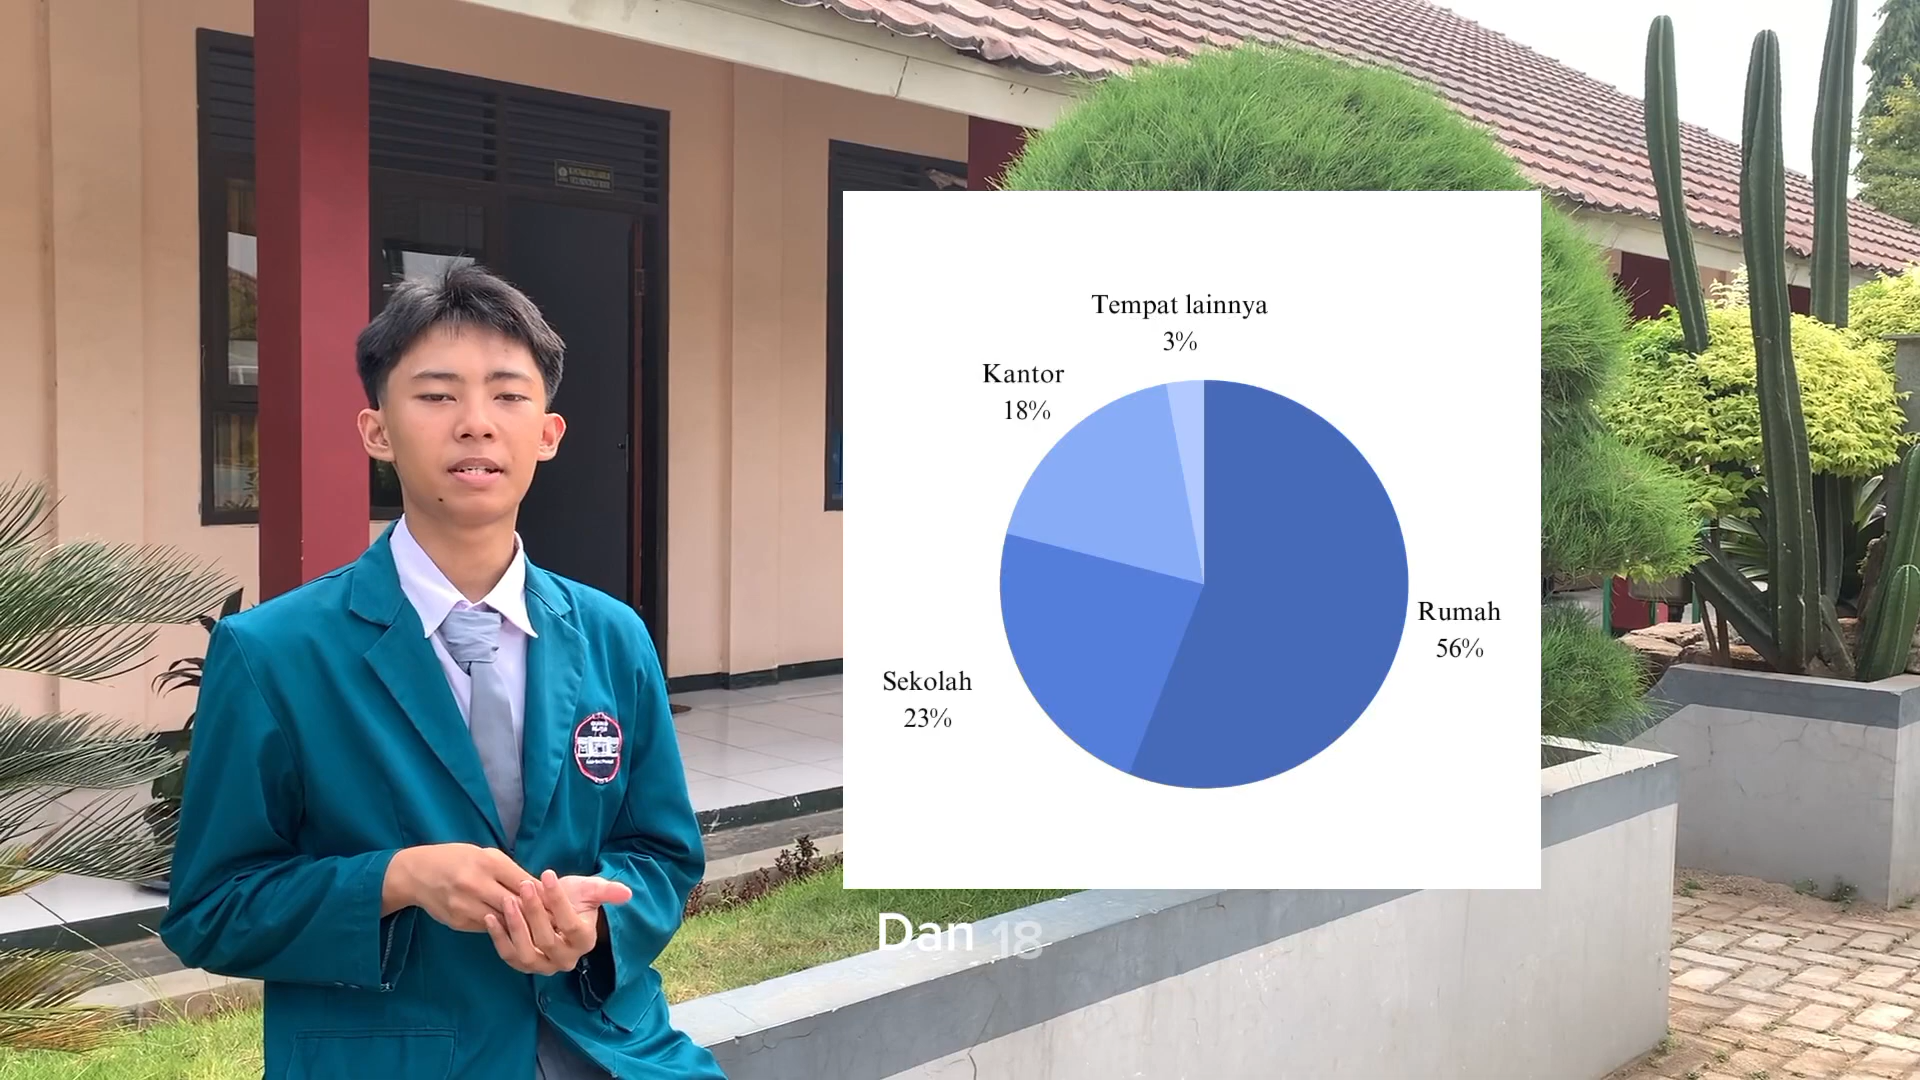 Tempat lainnya
3%
Kantor
18%
Rumah
56%
Sekolah
23%
Dan 18